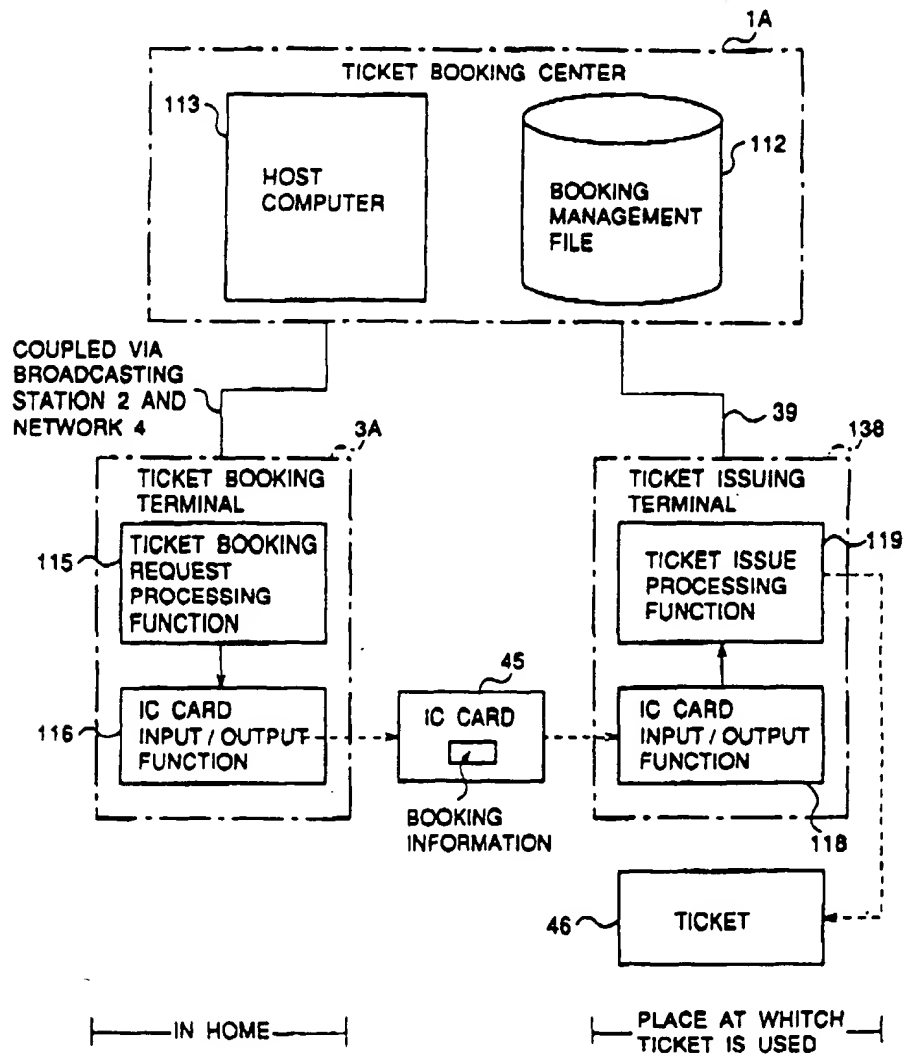 1A
TICKET BOOKING CENTER
113
HOST
COMPUTER
112
BOOKING
MANAGEMENT
FILE
COUPLED VIA
BROADCASTING
STATION 2 AND
NETWORK 4
3A
39
138
TICKET BOOKING
TERMINAL
TICKET ISSUING
TERMINAL
115
TICKET BOOKING
REQUEST
PROCESSING
FUNCTION
119
TICKET ISSUE
PROCESSING
FUNCTION
45
116
IC CARD
INPUT / OUTPUT
FUNCTION
IC CARD
BOOKING
INFORMATION
IC CARD
INPUT / OUTPUT
FUNCTION
118
46
TICKET
IN HOME
PLACE AT WHITCH
TICKET IS USED